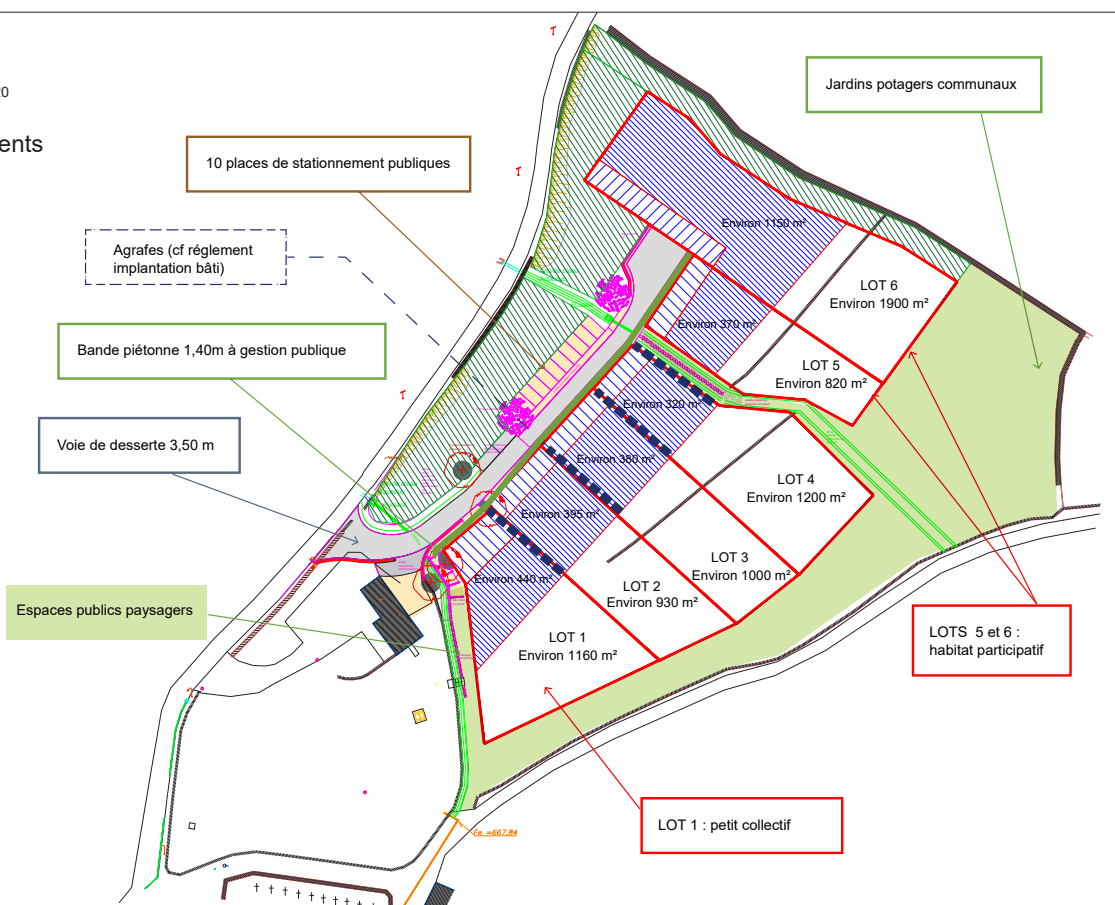 20
ents
Jardins potagers communaux
10 places de stationnement publiques
Agrafes (cf réglement
implantation bâti)
Bande piétonne 1,40m à gestion publique
Voie de desserte 3,50 m
Espaces publics paysagers
Environ 1150 m²
LOT 6
Environ 1900 m²
Environ 370 m²
LOT 5
Environ 820 m²
Environ 320 m²
Environ 380 m²
LOT 4
Environ 1200 m²
Environ 395 m²
LOT 3
Environ 1000 m²
Environ 440 m²
LOT 2
Environ 930 m²
LOT 1
Environ 1160 m²
LOTS 5 et 6 :
habitat participatif
LOT 1 : petit collectif
Fe =667,84